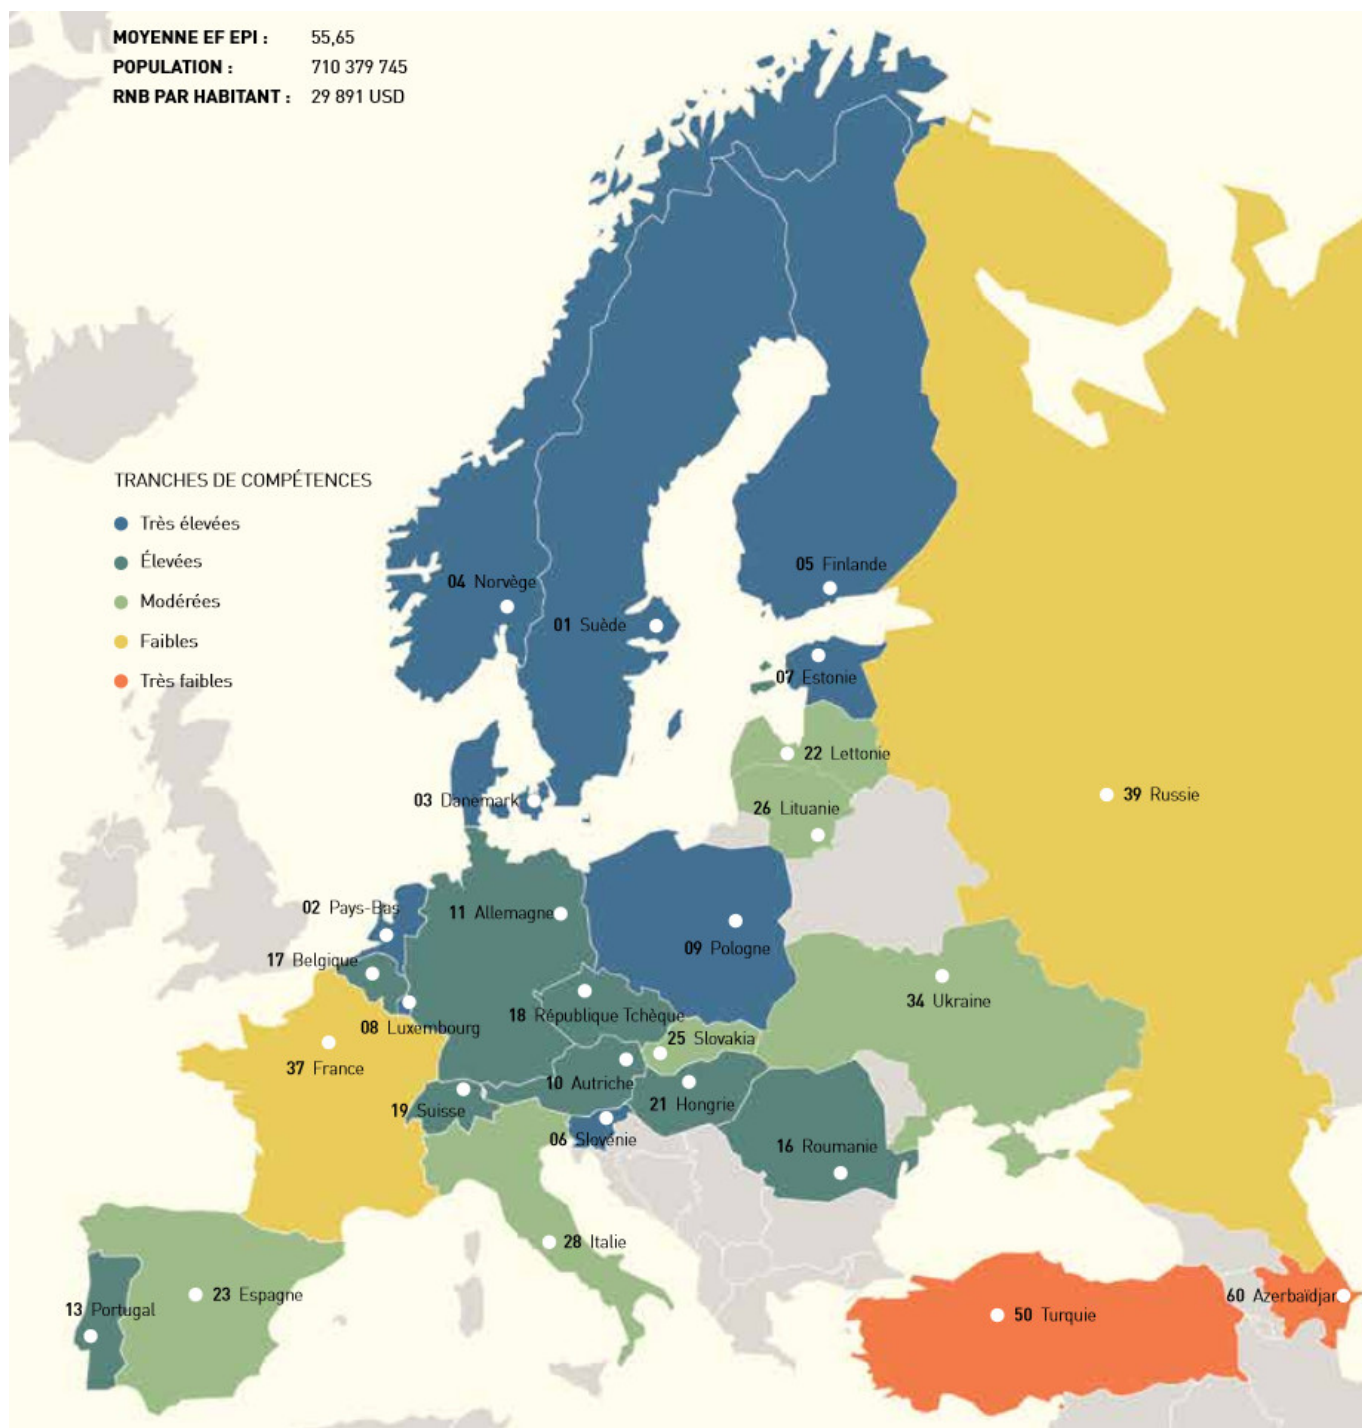 MOYENNE EF EPI : 55,65
POPULATION : 710 379 745
RNB PAR HABITANT : 29 891 USD
TRANCHES DE COMPÉTENCES
Très élevées
Élevées
Modérées
Faibles
Très faibles
05 Finlande
04 Norvège
01 Suède
07 Estonie
22 Lettonie
03 Danemark
26 Lituanie
39 Russie
02 Pays-Bas
11 Allemagne
09 Pologne
17 Belgique
34 Ukraine
18 République Tchèque
08 Luxembourg
25 Slovakia
37 France
10 Autriche
21 Hongrie
19 Suisse
06 Slovénie
16 Roumanie
28 Italie
23 Espagne
60 Azerbaïdjan
13 Portugal
50 Turquie